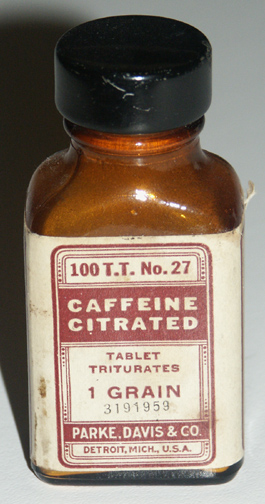 100 T.T. No. 27
CAFFEINE
CITRATED
TABLET
TRITURATES
1 GRAIN
3191959
PARKE, DAVIS & CO.
DETROIT, MICH., U.S.A.